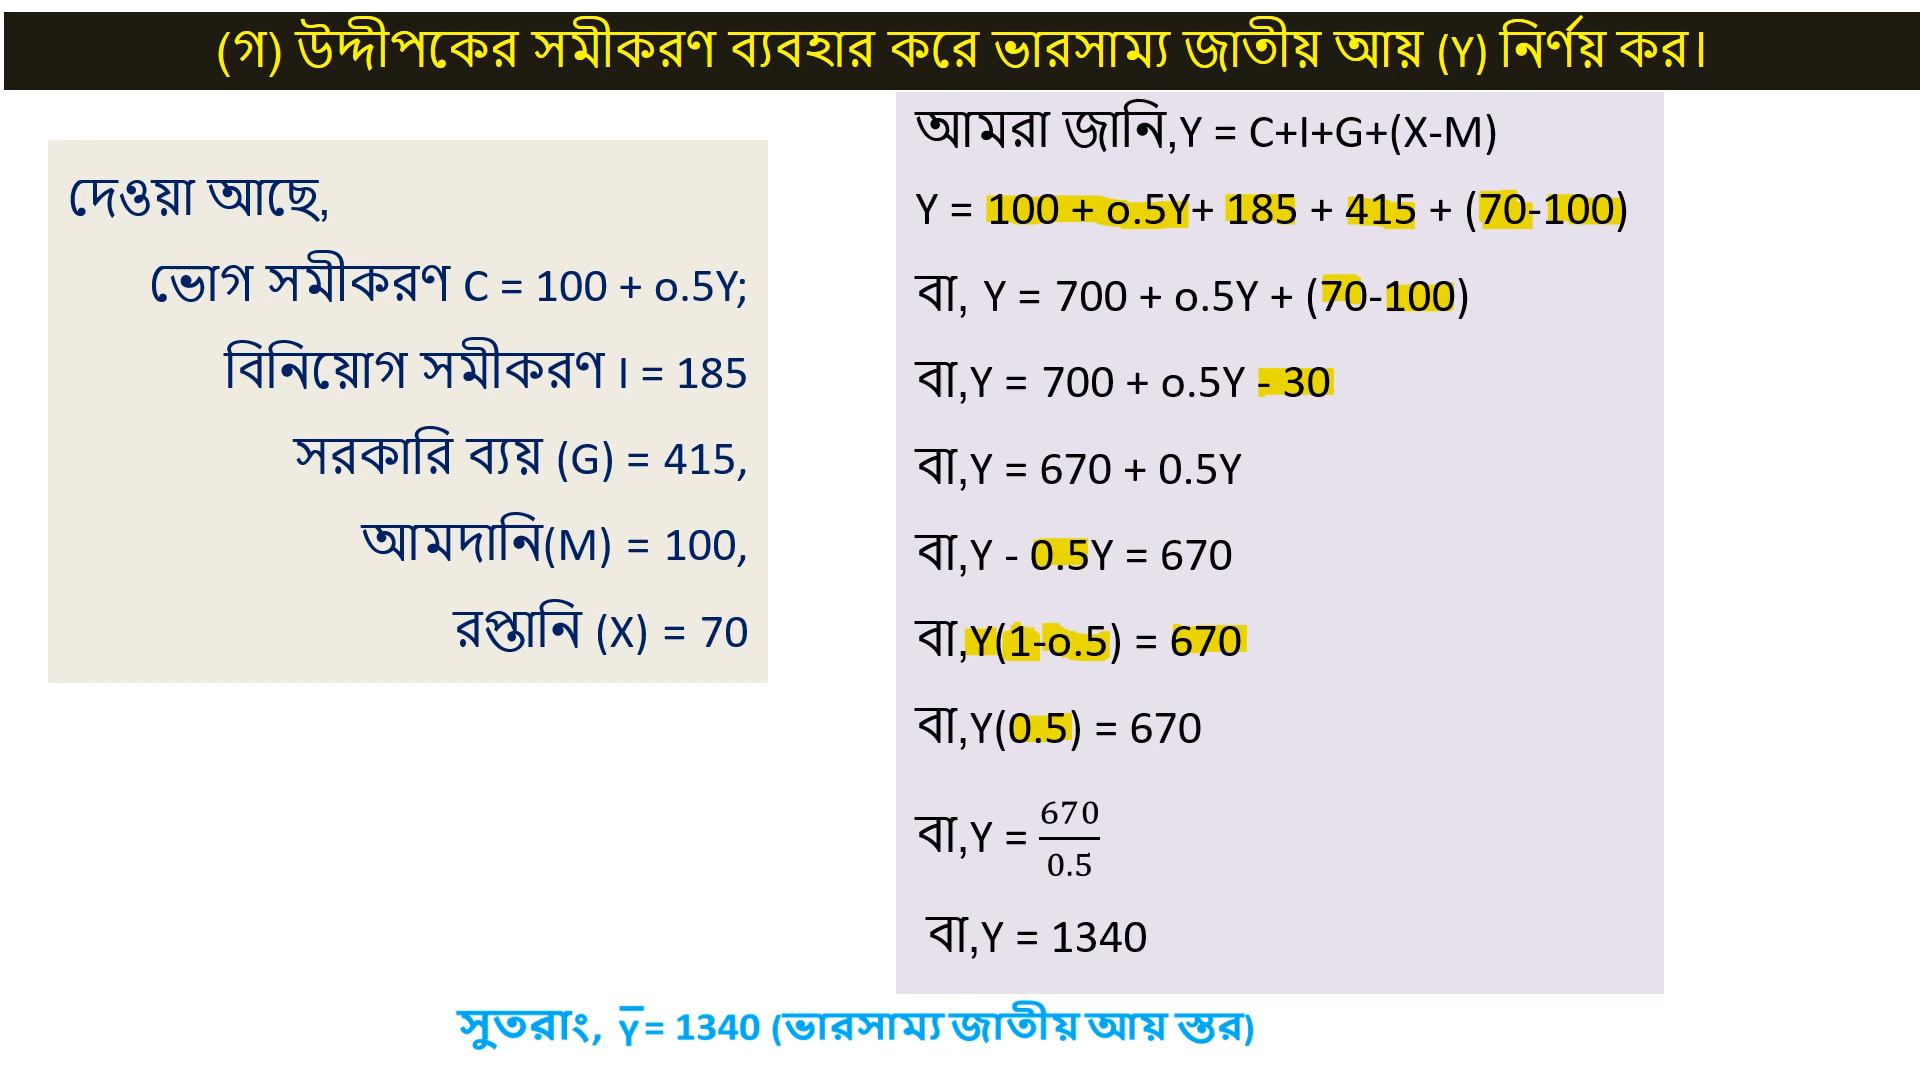 (গ) উদ্দীপকের সমীকরণ ব্যবহার করে ভারসাম্য জাতীয় আয় (Y) নির্ণয় কর।
দেওয়া আছে,
ভোগ সমীকরণ C = 100 + o.5Y;
বিনিয়োগ সমীকরণ I = 185
সরকারি ব্যয় (G) = 415,
আমদানি(M) = 100,
রপ্তানি (X) = 70
আমরা জানি,Y = C+I+G+(X-M)
Y = 100 + o.5Y+ 185 + 415 + (70-100)
বা, Y = 700 + o.5Y + (70-100)
বা,Y = 700 + o.5Y - 30
বা,Y = 670 + 0.5Y
বা,Y - 0.5Y = 670
বা,Y(1-o.5) = 670
বা,Y(0.5) = 670
বা,Y = 670/0.5
বা,Y = 1340
সুতরাং, Y̅ = 1340 (ভারসাম্য জাতীয় আয় স্তর)